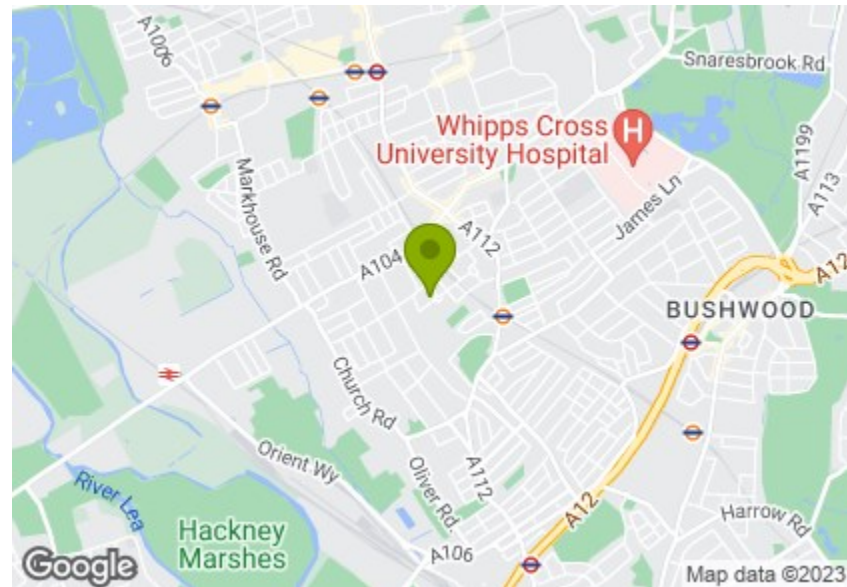 A1006
Snaresbrook Rd
Whipps Cross
University Hospital
H
A1199
A113
Markhouse Rd
James Ln
A112
A104
A12
BUSHWOOD
Church Rd
Orient Wy
Oliver Rd.
A112
River Lea
A12
Harrow Rd
Hackney
Marshes
A106
Google
Map data ©2023